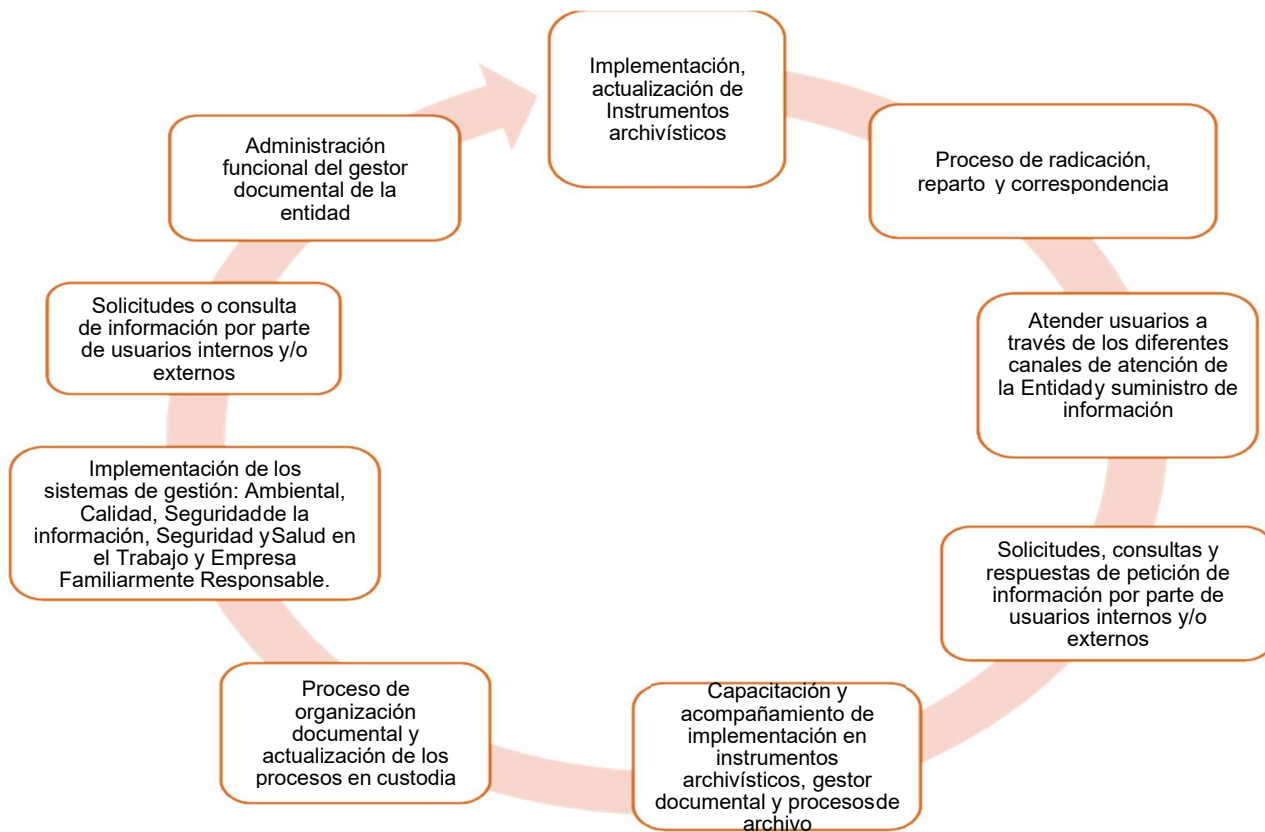 Implementación,
actualización de
Instrumentos
archivísticos
Proceso de radicación,
reparto y correspondencia
Atender usuarios a
través de los diferentes
canales de atención de
la Entidady suministro de
información
Solicitudes, consultas y
respuestas de petición de
información por parte de
usuarios internos y/o
externos
Capacitación y
acompañamiento de
implementación en
instrumentos
archivísticos, gestor
documental y procesosde
archivo
Proceso de
organización
documental y
actualización de los
procesos en custodia
Implementación de los
sistemas de gestión: Ambiental,
Calidad, Seguridadde la
información, Seguridad ySalud en
el Trabajo y Empresa
Familiarmente Responsable.
Solicitudes o consulta
de información por parte
de usuarios internos y/o
externos
Administración
funcional del gestor
documental de la
entidad